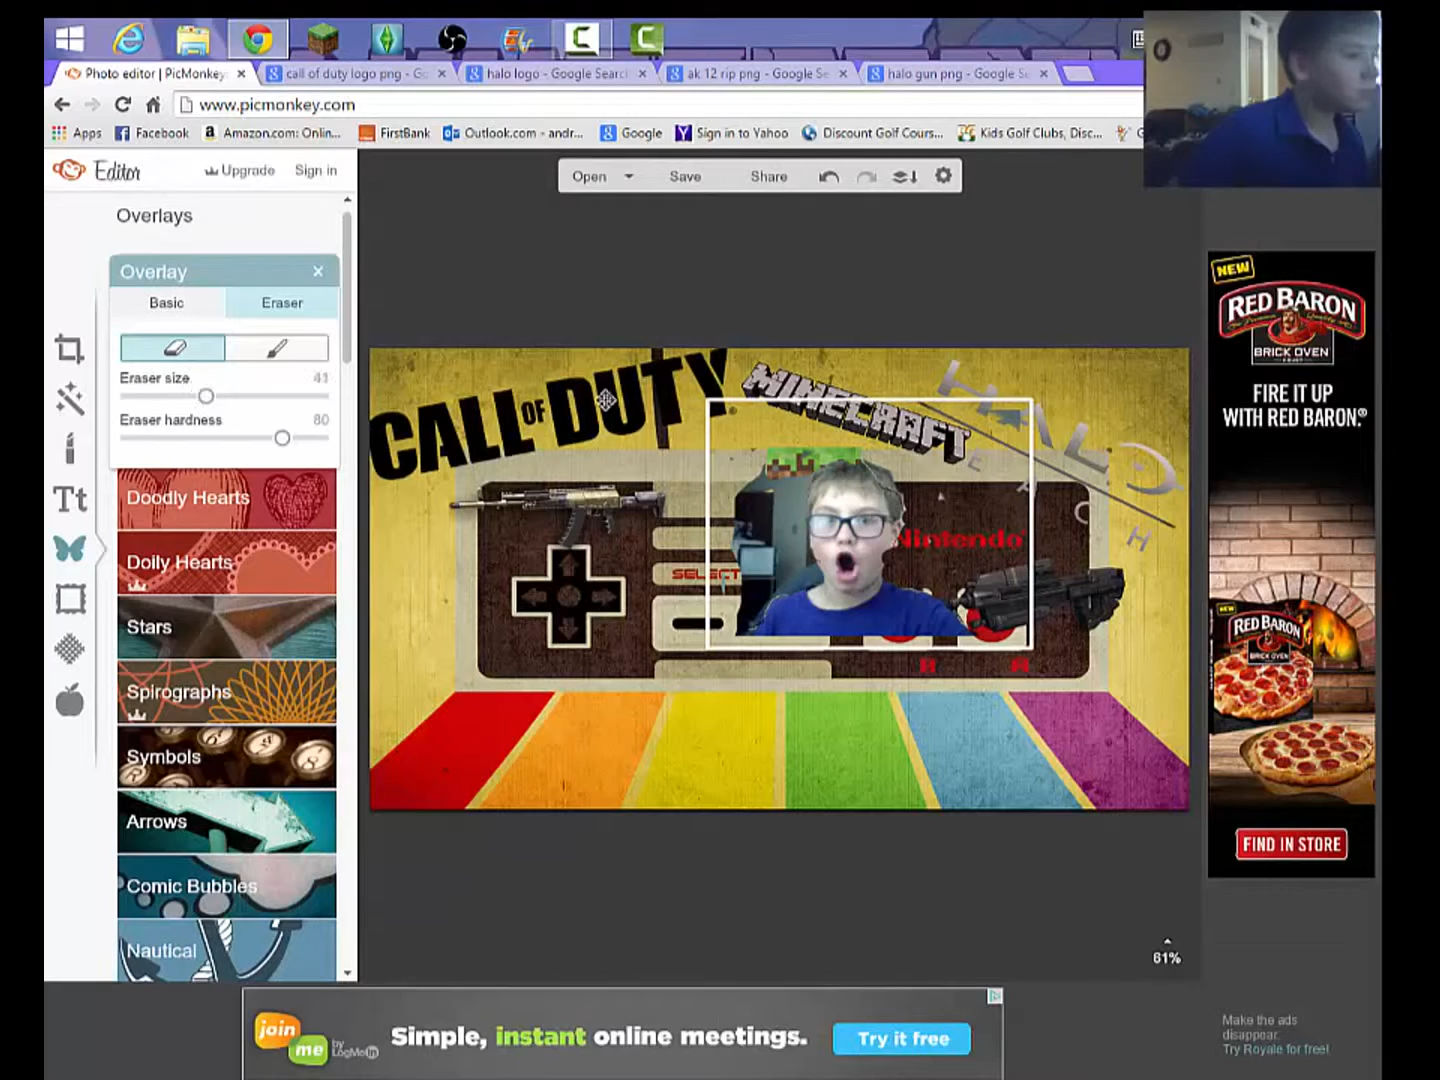 Photo editor | PicMonkey
call of duty logo png - G
halo logo - Google Search
ak 12 rip png - Google Se
halo gun png - Google Se
www.picmonkey.com
Apps
Facebook
Amazon.com: Onlin...
FirstBank
Outlook.com - andr...
Google
Sign in to Yahoo
Discount Golf Cours...
Kids Golf Clubs, Disc...
Editor
Upgrade
Sign in
Open
Save
Share
Overlays
Overlay
Basic
Eraser
Eraser size
41
Eraser hardness
80
Doodly Hearts
Doily Hearts
Stars
Spirographs
Symbols
Arrows
Comic Bubbles
Nautical
CALL OF DUTY
MINECRAFT
HALO
Nintendo
SELECT
61%
NEW
RED BARON
BRICK OVEN
FIRE IT UP
WITH RED BARON.®
NEW
RED BARON
FIND IN STORE
join
me
by
LogMeIn
Simple, instant online meetings.
Try it free
Make the ads
disappear.
Try Royale for free!